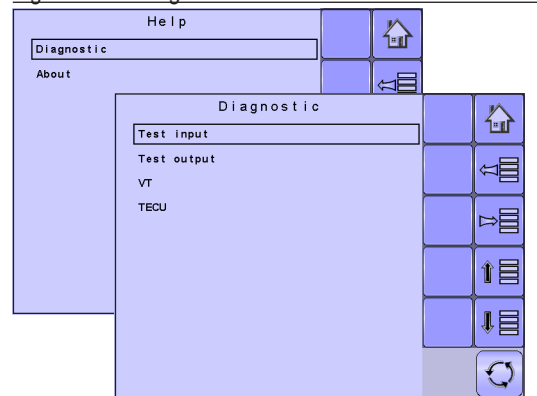 Help
Diagnostic
About
Diagnostic
Test input
Test output
VT
TECU